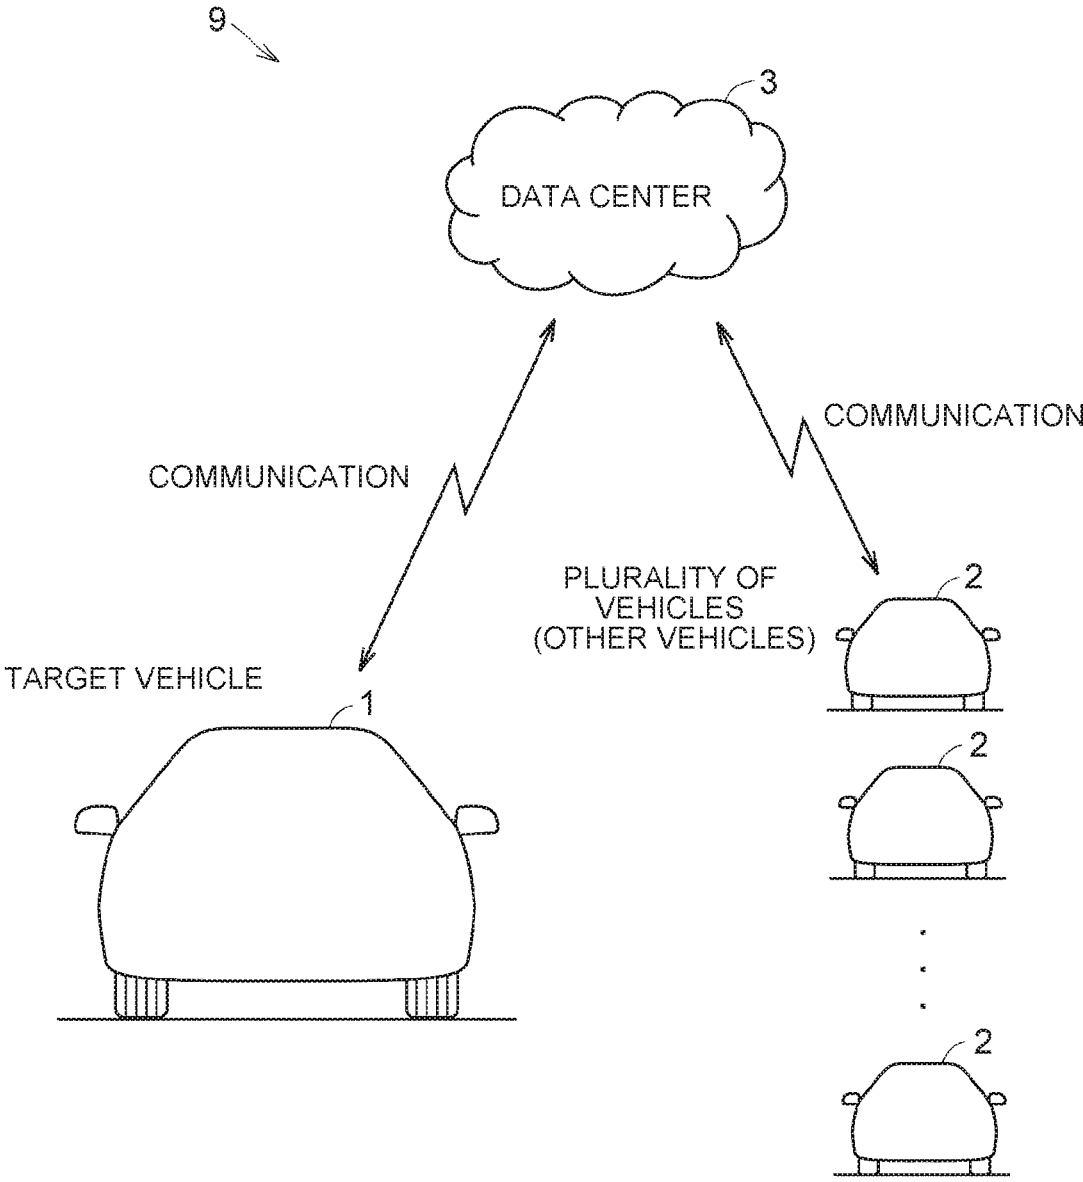 9
3
DATA CENTER
COMMUNICATION
COMMUNICATION
PLURALITY OF
VEHICLES
(OTHER VEHICLES)
2
TARGET VEHICLE
1
2
2